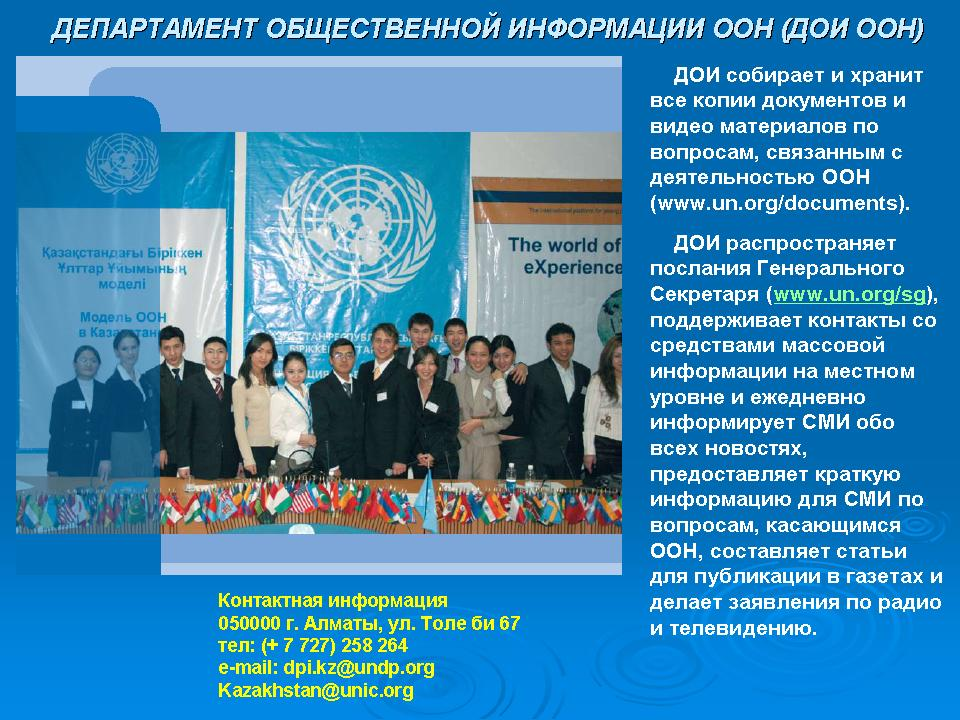 ДЕПАРТАМЕНТ ОБЩЕСТВЕННОЙ ИНФОРМАЦИИ ООН (ДОИ ООН)
ДОИ собирает и хранит
все копии документов и
видео материалов по
вопросам, связанным с
деятельностью ООН
(www.un.org/documents).
ДОИ распространяет
послания Генерального
Секретаря (www.un.org/sg),
поддерживает контакты со
средствами массовой
информации на местном
уровне и ежедневно
информирует СМИ обо
всех новостях,
предоставляет краткую
информацию для СМИ по
вопросам, касающимся
ООН, составляет статьи
для публикации в газетах и
делает заявления по радио
и телевидению.
Қазақстандағы Біріккен
Ұлттар Ұйымының
моделі
Модель ООН
в Казахстане
The international platform for young
The world of
eXperience
Контактная информация
050000 г. Алматы, ул. Толе би 67
тел: (+ 7 727) 258 264
e-mail: dpi.kz@undp.org
Kazakhstan@unic.org